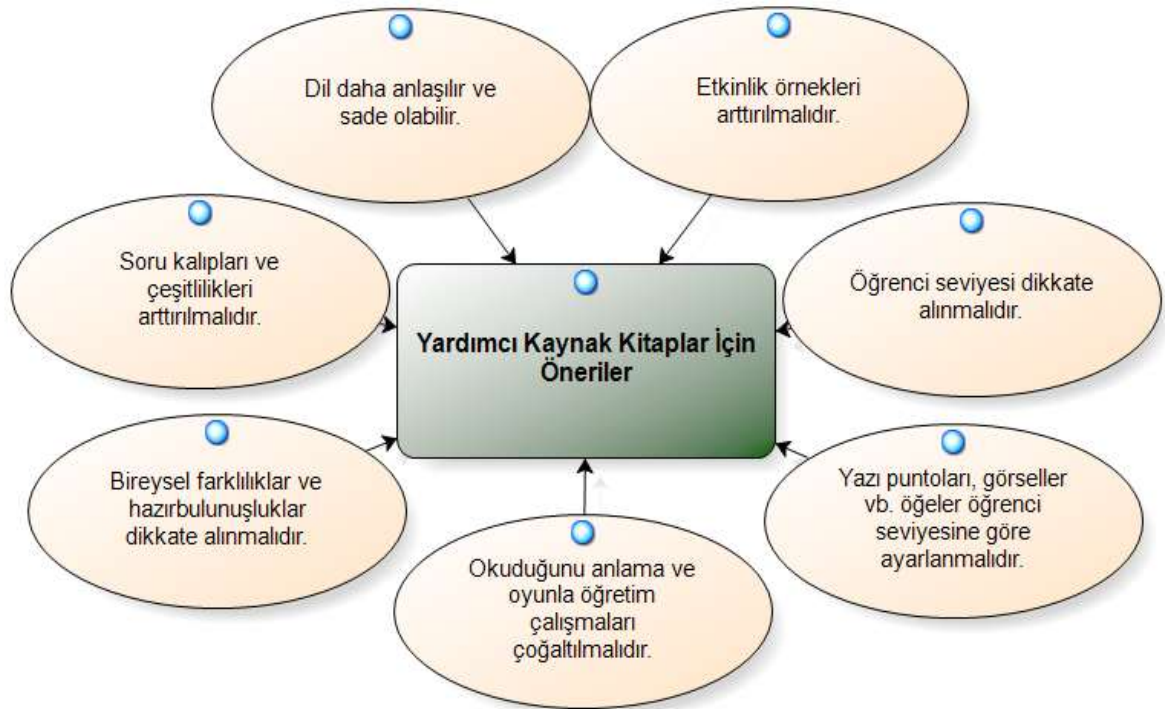 Dil daha anlaşılır ve
sade olabilir.
Etkinlik örnekleri
arttırılmalıdır.
Soru kalıpları ve
çeşitlilikleri
arttırılmalıdır.
Öğrenci seviyesi dikkate
alınmalıdır.
Yardımcı Kaynak Kitaplar İçin
Öneriler
Bireysel farklılıklar ve
hazırbulunuşluklar
dikkate alınmalıdır.
Yazı puntoları, görseller
vb. öğeler öğrenci
seviyesine göre
ayarlanmalıdır.
Okuduğunu anlama ve
oyunla öğretim
çalışmaları
çoğaltılmalıdır.